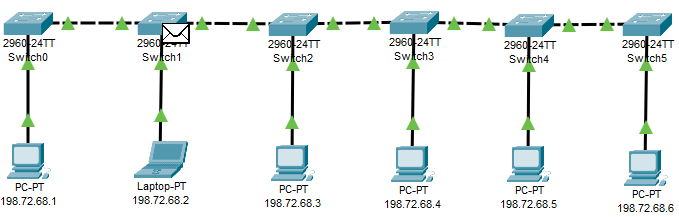 2960-24TT
Switch0
2960-24TT
Switch1
2960-24TT
Switch2
2960-24TT
Switch3
2960-24TT
Switch4
2960-24TT
Switch5
PC-PT
198.72.68.1
Laptop-PT
198.72.68.2
PC-PT
198.72.68.3
PC-PT
198.72.68.4
PC-PT
198.72.68.5
PC-PT
198.72.68.6